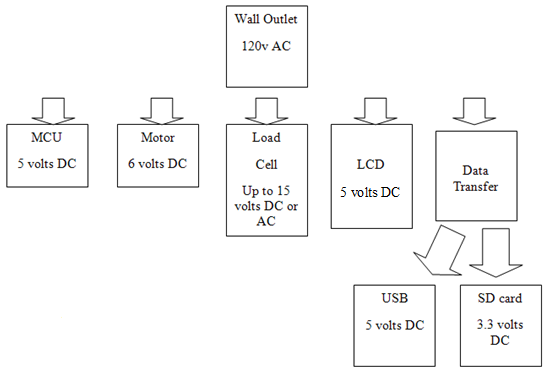 Wall Outlet
120v AC
MCU
5 volts DC
Motor
6 volts DC
Load
Cell
Up to 15
volts DC or
AC
LCD
5 volts DC
Data
Transfer
USB
5 volts DC
SD card
3.3 volts
DC